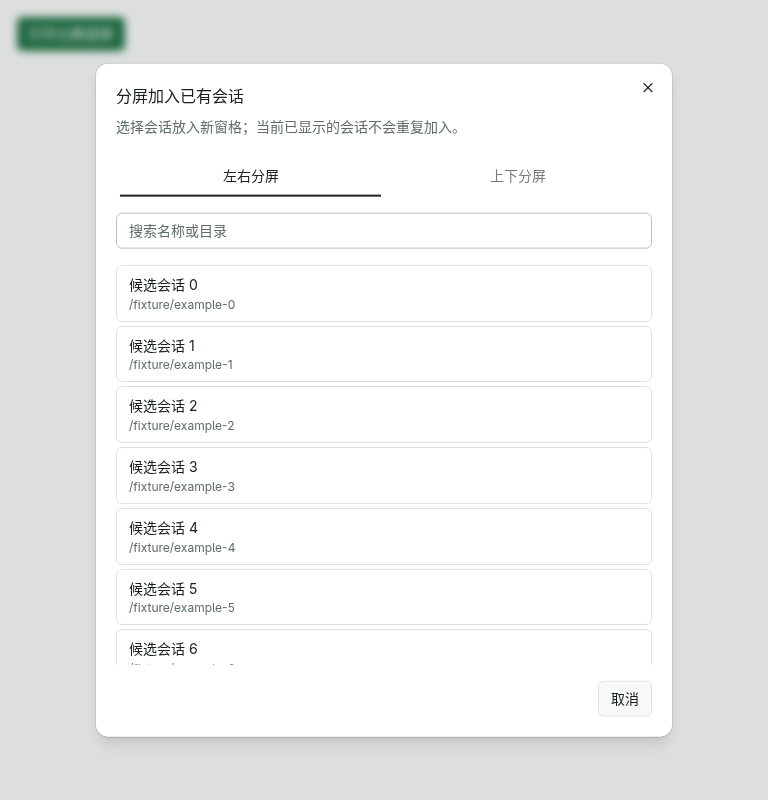 分屏加入已有会话
选择会话放入新窗格；当前已显示的会话不会重复加入。
左右分屏
上下分屏
搜索名称或目录
候选会话 0
/fixture/example-0
候选会话 1
/fixture/example-1
候选会话 2
/fixture/example-2
候选会话 3
/fixture/example-3
候选会话 4
/fixture/example-4
候选会话 5
/fixture/example-5
候选会话 6
取消